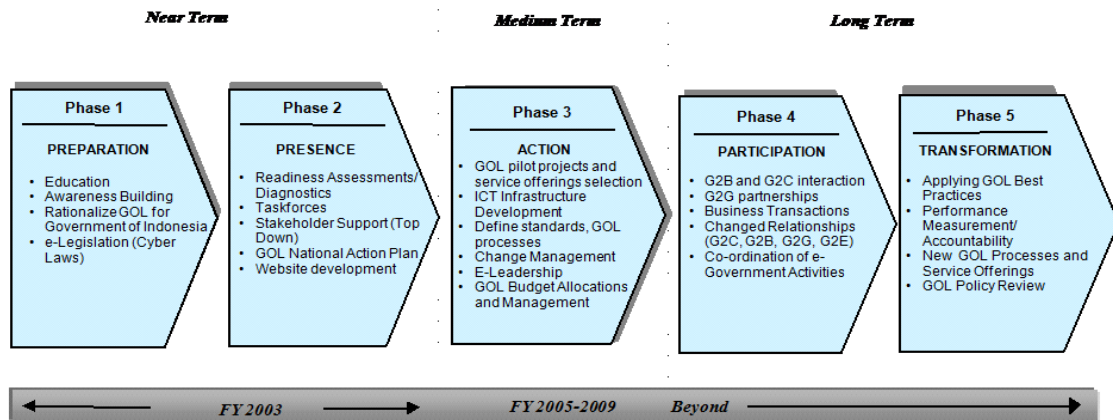 Near Term
Medium Term
Long Term
Phase 1
PREPARATION
• Education
• Awareness Building
• Rationalize GOL for
Government of Indonesia
• e-Legislation (Cyber
Laws)
Phase 2
PRESENCE
• Readiness Assessments/
Diagnostics
• Taskforces
• Stakeholder Support (Top
Down)
• GOL National Action Plan
• Website development
Phase 3
ACTION
• GOL pilot projects and
service offerings selection
• ICT Infrastructure
Development
• Define standards, GOL
processes
• Change Management
• E-Leadership
• GOL Budget Allocations
and Management
Phase 4
PARTICIPATION
• G2B and G2C interaction
• G2G partnerships
• Business Transactions
• Changed Relationships
(G2C, G2B, G2G, G2E)
• Co-ordination of e-
Government Activities
Phase 5
TRANSFORMATION
• Applying GOL Best
Practices
• Performance
Measurement/
Accountability
• New GOL Processes and
Service Offerings
• GOL Policy Review
FY 2003
FY 2005-2009
Beyond